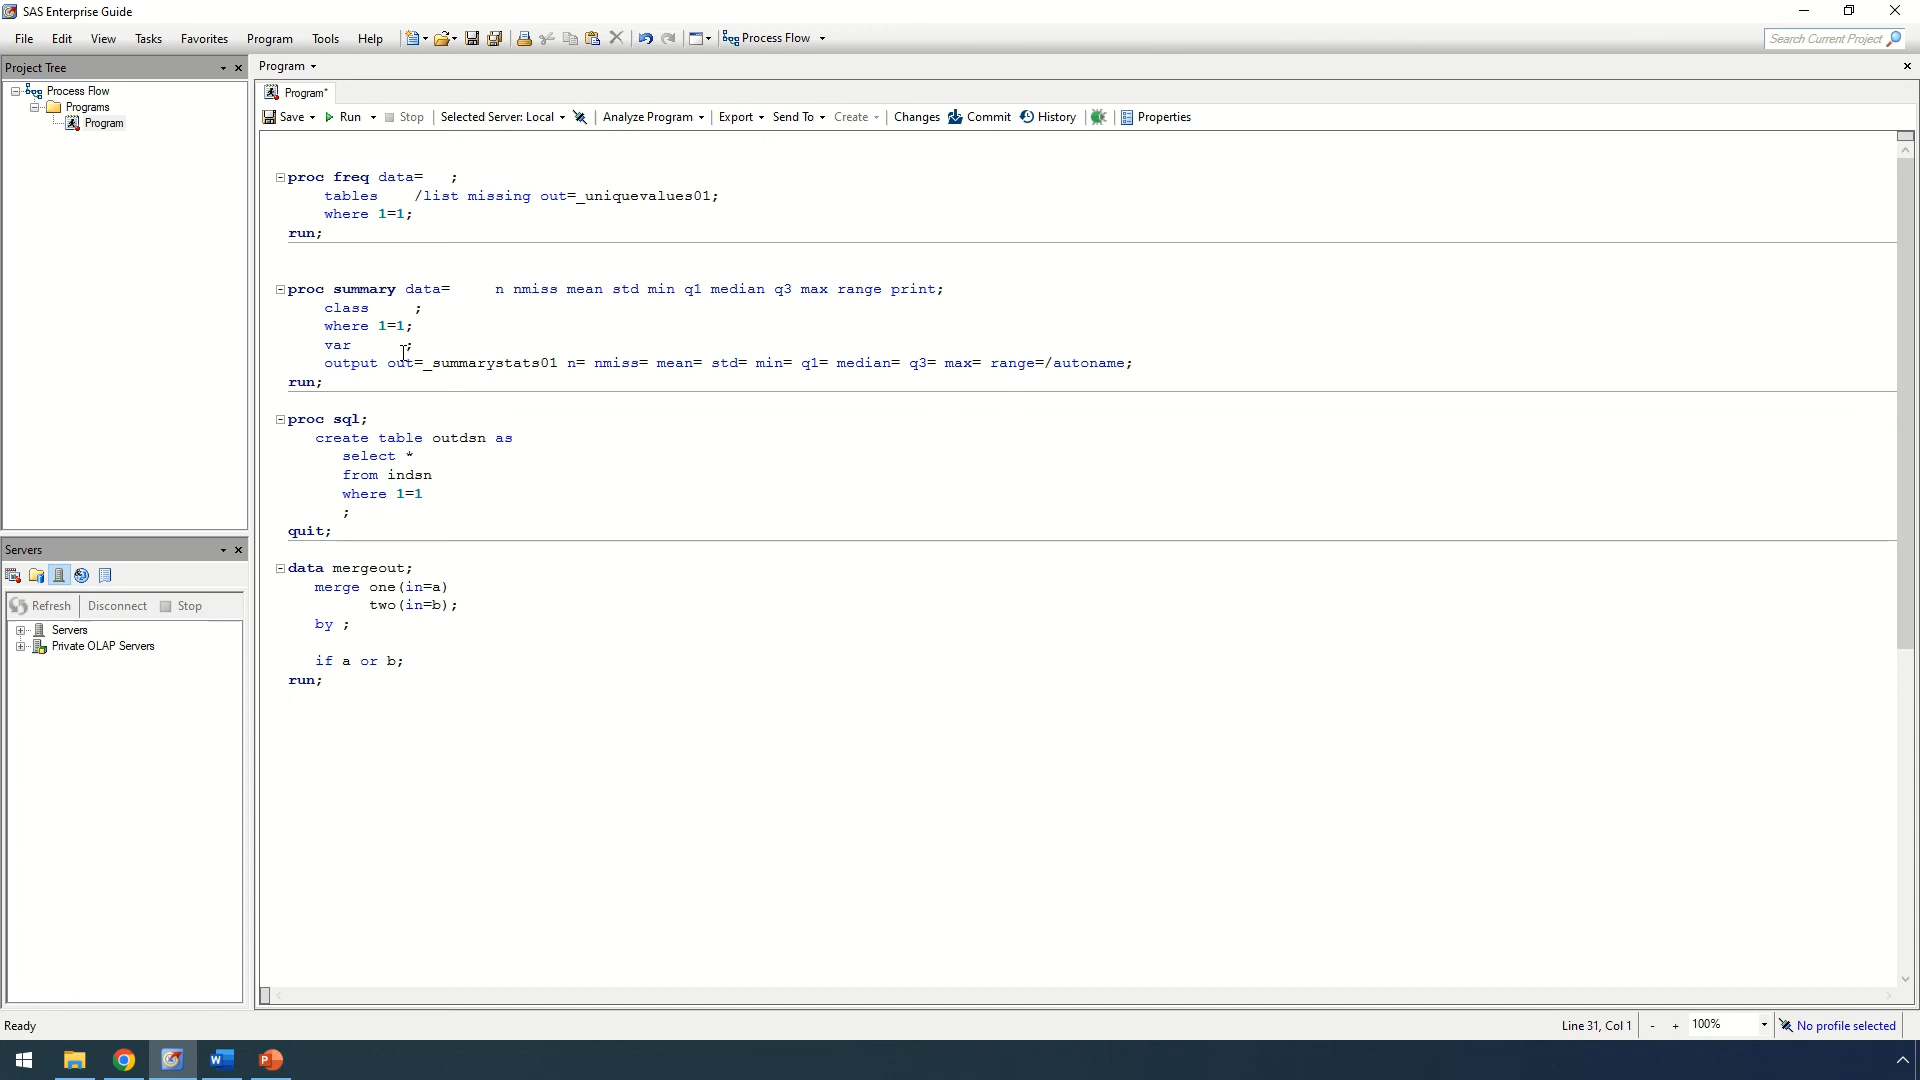 SAS Enterprise Guide
File Edit View Tasks Favorites Program Tools Help Process Flow Search Current Project
Project Tree
Process Flow
Programs
Program
Program
Program*
Save Run Stop Selected Server: Local Analyze Program Export Send To Create Changes Commit History Properties
proc freq data= ;
tables /list missing out=_uniquevalues01;
where 1=1;
run;
proc summary data= n nmiss mean std min q1 median q3 max range print;
class ;
where 1=1;
var ;
output out=_summarystats01 n= nmiss= mean= std= min= q1= median= q3= max= range=/autoname;
run;
proc sql;
create table outdsn as
select *
from indsn
where 1=1
;
quit;
data mergeout;
merge one(in=a)
two(in=b);
by ;
if a or b;
run;
Servers
Refresh Disconnect Stop
Servers
Private OLAP Servers
Ready
Line 31, Col 1 - + 100% No profile selected